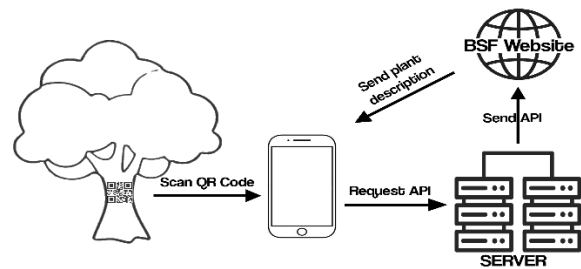 BSF Website
Send plant
description
Send API
Scan QR Code
Request API
SERVER